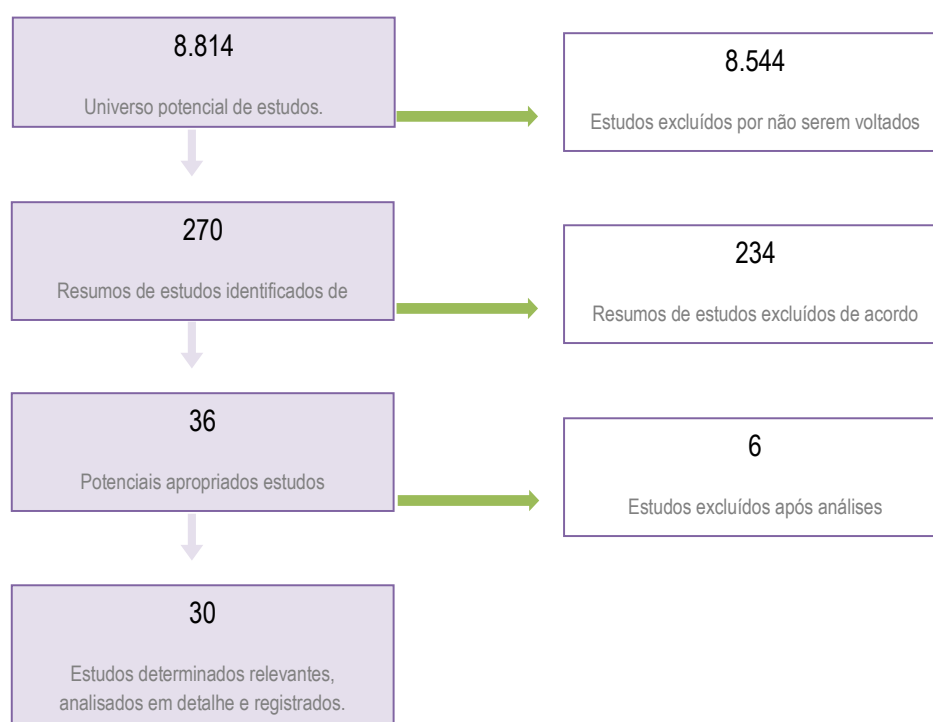 8.814
Universo potencial de estudos.
8.544
Estudos excluídos por não serem voltados
270
Resumos de estudos identificados de
234
Resumos de estudos excluídos de acordo
36
Potenciais apropriados estudos
6
Estudos excluídos após análises
30
Estudos determinados relevantes,
analisados em detalhe e registrados.